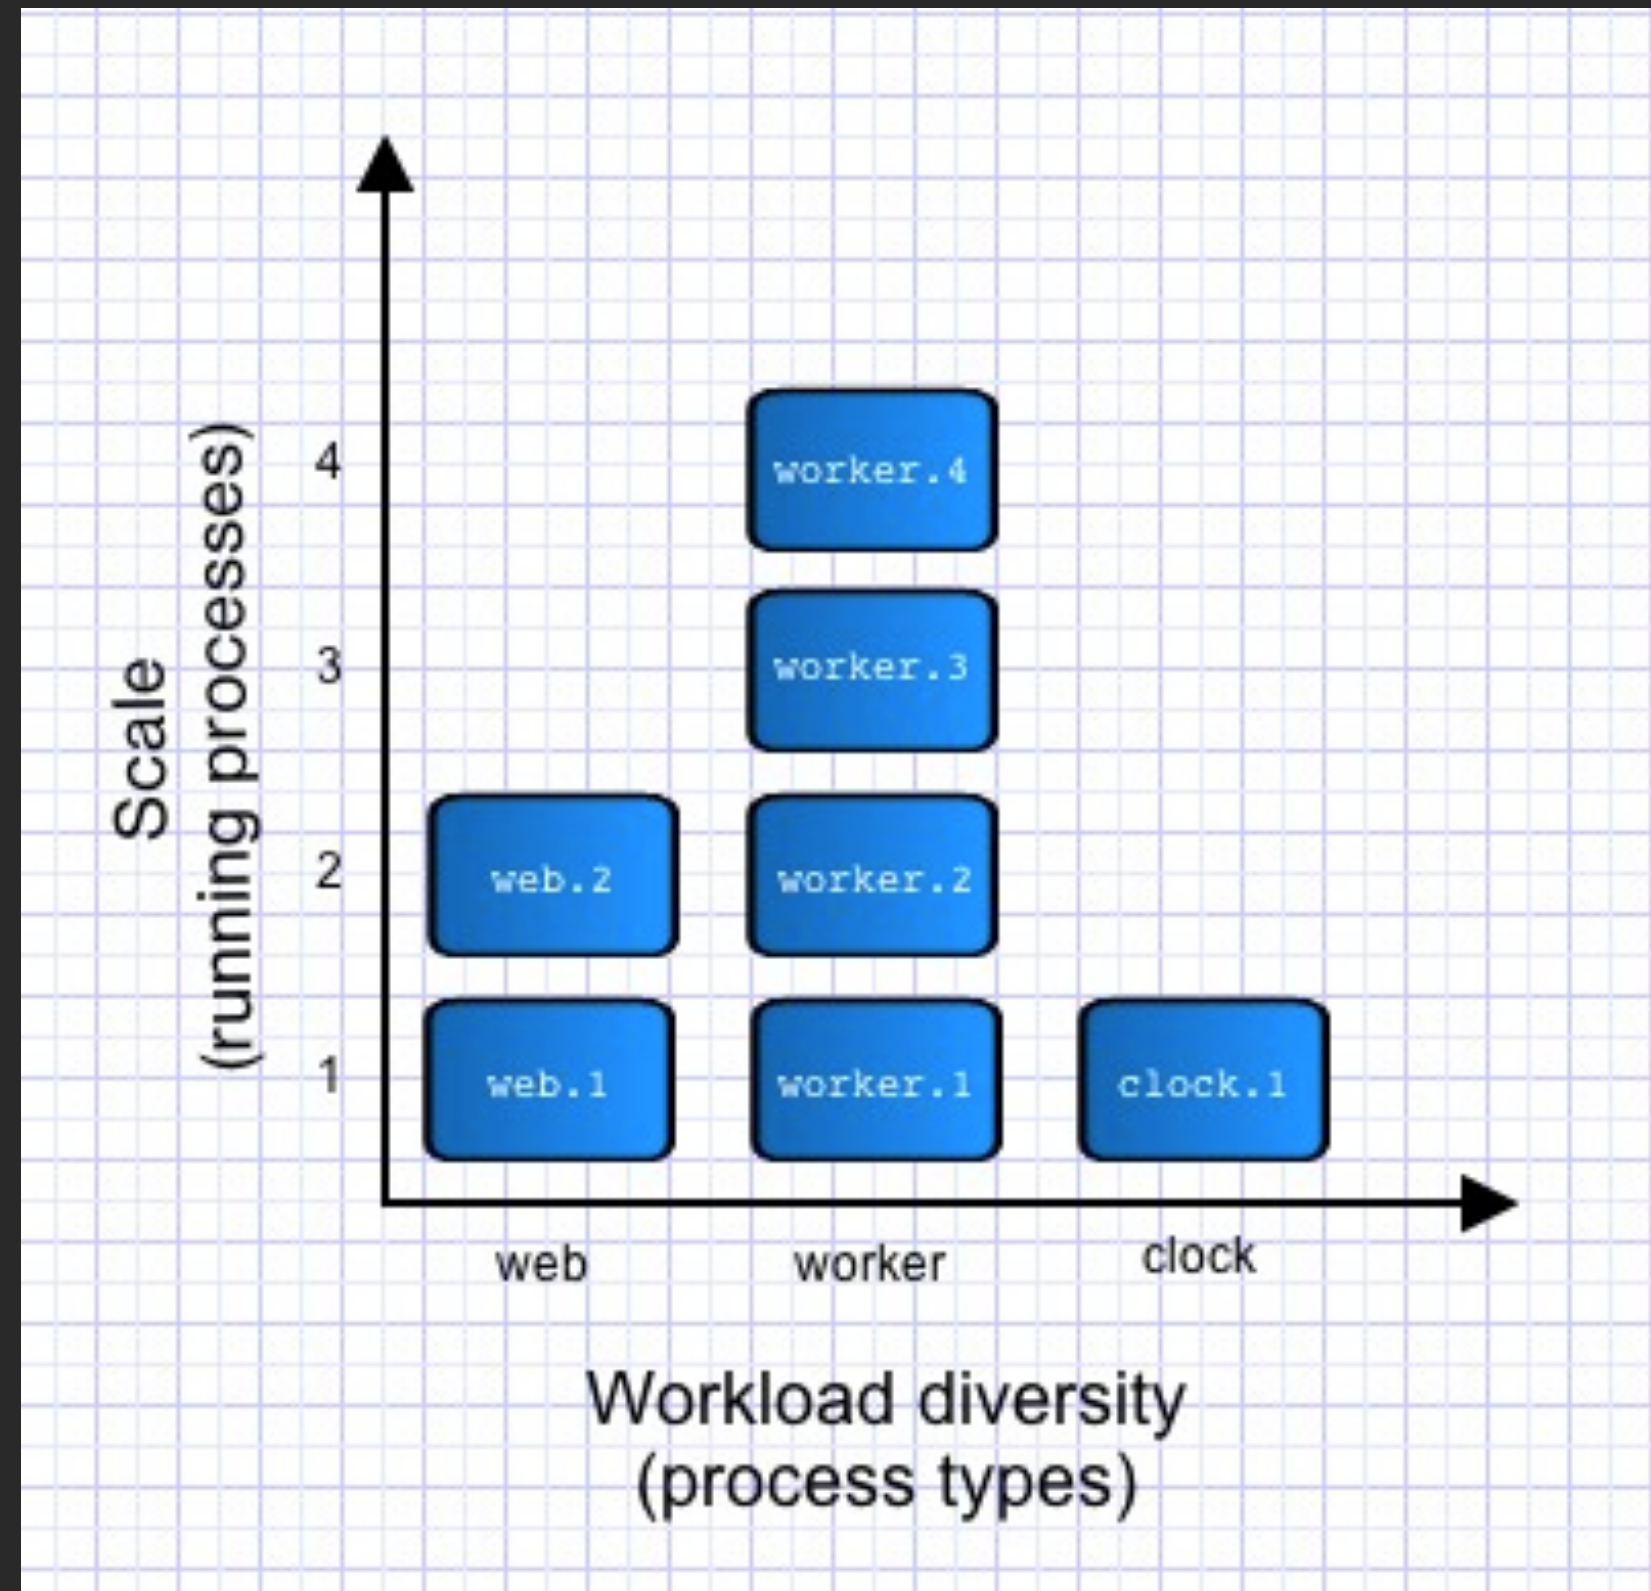 Scale
(running processes)
4
3
2
1
worker.4
worker.3
web.2
worker.2
web.1
worker.1
clock.1
web
worker
clock
Workload diversity
(process types)